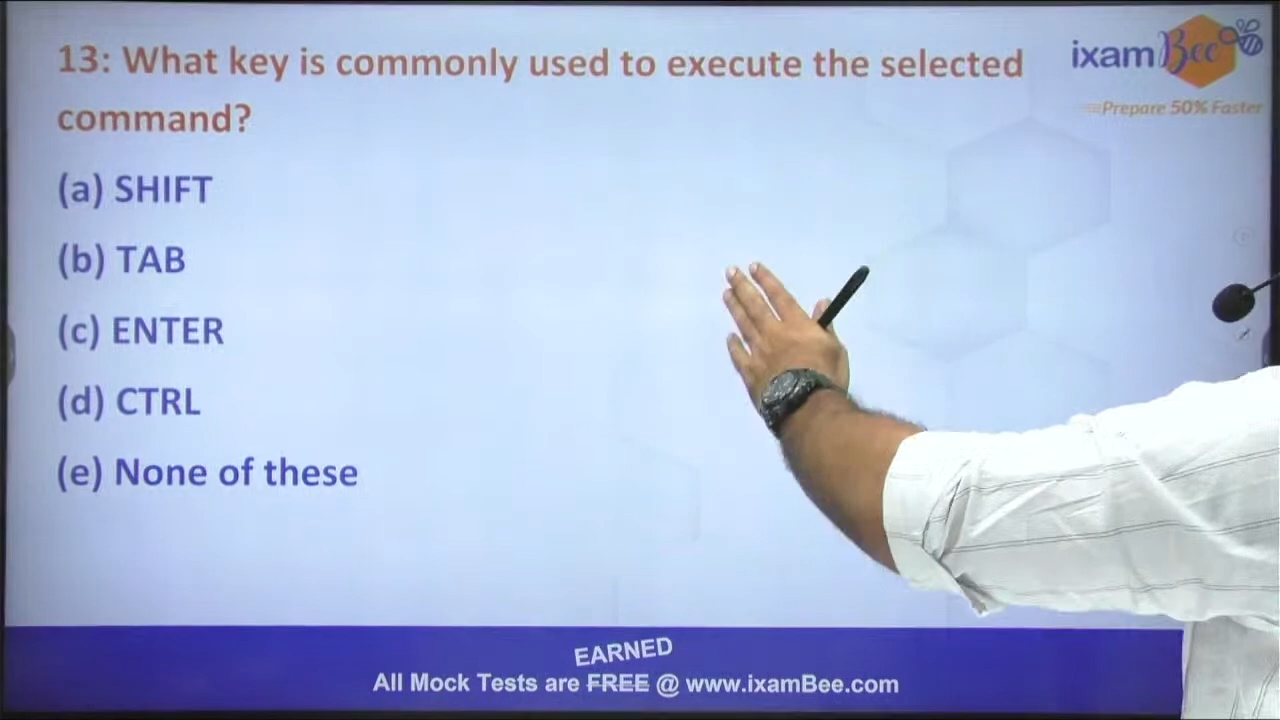 13: What key is commonly used to execute the selected
command?
(a) SHIFT
(b) TAB
(c) ENTER
(d) CTRL
(e) None of these
ixamBee
Prepare 50% Faster
EARNED
All Mock Tests are FREE @ www.ixamBee.com